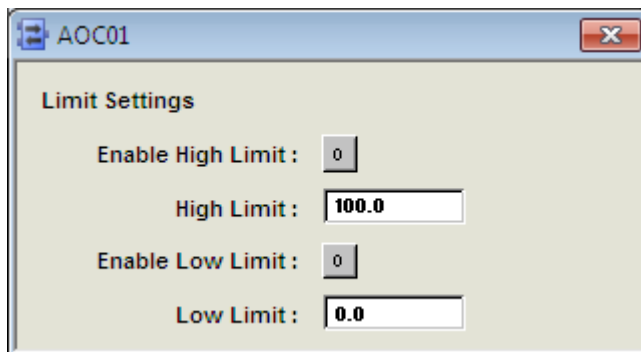 AOC01
Limit Settings
Enable High Limit : 0
High Limit : 100.0
Enable Low Limit : 0
Low Limit : 0.0